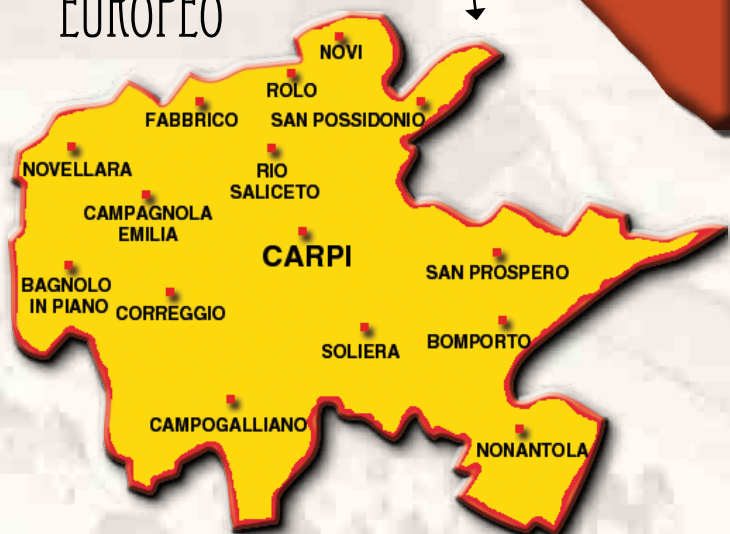 EUROPEO
NOVI
ROLO
FABBRICO
SAN POSSIDONIO
NOVELLARA
RIO
SALICETO
CAMPAGNOLA
EMILIA
CARPI
SAN PROSPERO
BAGNOLO
IN PIANO
CORREGGIO
SOLIERA
BOMPORTO
CAMPOGALLIANO
NONANTOLA